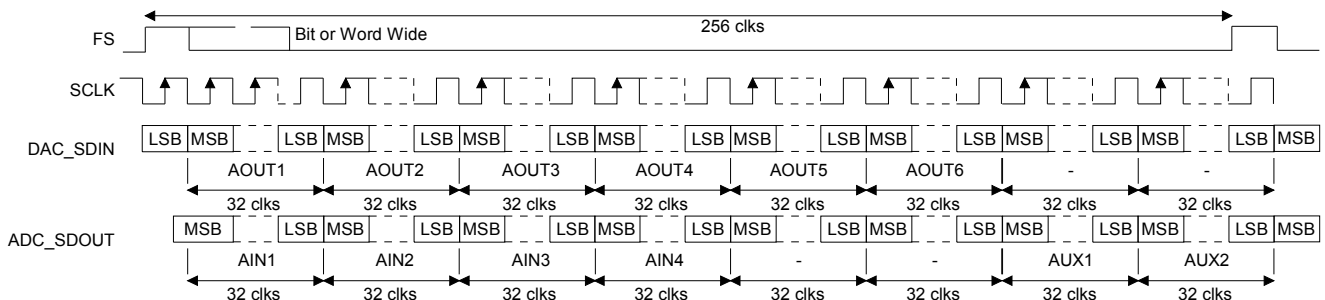 256 clks
FS
Bit or Word Wide
SCLK
DAC_SDIN
LSB MSB LSB MSB LSB MSB LSB MSB LSB MSB LSB MSB LSB MSB LSB MSB LSB MSB
AOUT1 AOUT2 AOUT3 AOUT4 AOUT5 AOUT6 - -
32 clks 32 clks 32 clks 32 clks 32 clks 32 clks 32 clks 32 clks
ADC_SDOUT
MSB LSB MSB LSB MSB LSB MSB LSB MSB LSB MSB LSB MSB LSB MSB LSB MSB
AIN1 AIN2 AIN3 AIN4 - - AUX1 AUX2
32 clks 32 clks 32 clks 32 clks 32 clks 32 clks 32 clks 32 clks